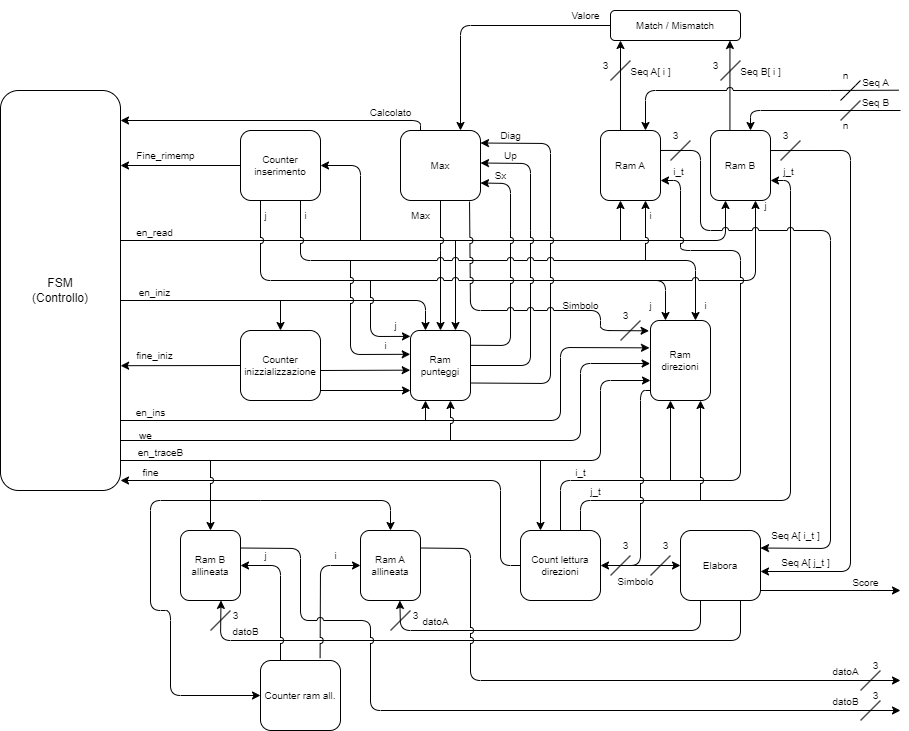 Valore
Match / Mismatch
3
Seq A[ i ]
3
Seq B[ i ]
n
Seq A
Seq B
n
Calcolato
Diag
Fine_rimemp
Counter
inserimento
Max
Up
Sx
Ram A
3
i_t
Ram B
3
j_t
j
i
Max
i
j
en_read
FSM
(Controllo)
en_iniz
Simbolo
3
j
i
fine_iniz
Counter
inizzializzazione
j
i
Ram
punteggi
Ram
direzioni
en_ins
we
en_traceB
fine
i_t
j_t
Ram B
allineata
j
i
Ram A
allineata
Count lettura
direzioni
3
3
Simbolo
Elabora
Seq A[ i_t ]
Seq A[ j_t ]
Score
3
datoB
3
datoA
Counter ram all.
datoA
3
datoB
3